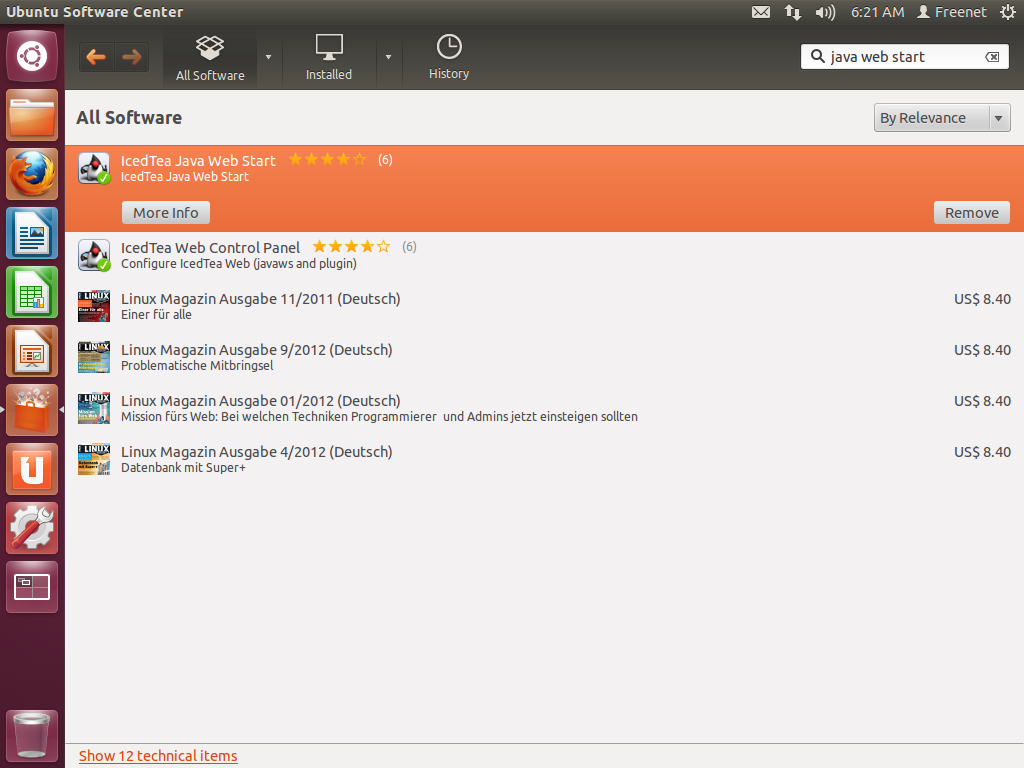 Ubuntu Software Center
6:21 AM
Freenet
All Software
Installed
History
java web start
All Software
By Relevance
IcedTea Java Web Start (6)
IcedTea Java Web Start
More Info
Remove
IcedTea Web Control Panel (6)
Configure IcedTea Web (javaws and plugin)
Linux Magazin Ausgabe 11/2011 (Deutsch) US$ 8.40
Einer für alle
Linux Magazin Ausgabe 9/2012 (Deutsch) US$ 8.40
Problematische Mitbringsel
Linux Magazin Ausgabe 01/2012 (Deutsch) US$ 8.40
Mission fürs Web: Bei welchen Techniken Programmierer und Admins jetzt einsteigen sollten
Linux Magazin Ausgabe 4/2012 (Deutsch) US$ 8.40
Datenbank mit Super+
Show 12 technical items